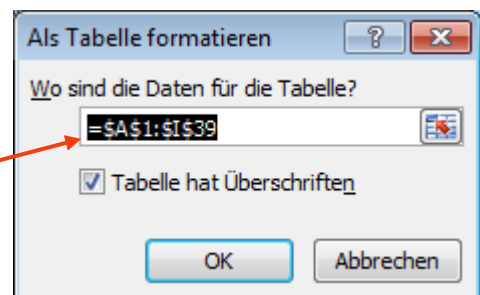 Als Tabelle formatieren
Wo sind die Daten für die Tabelle?
=$A$1:$I$39
Tabelle hat Überschriften
OK Abbrechen